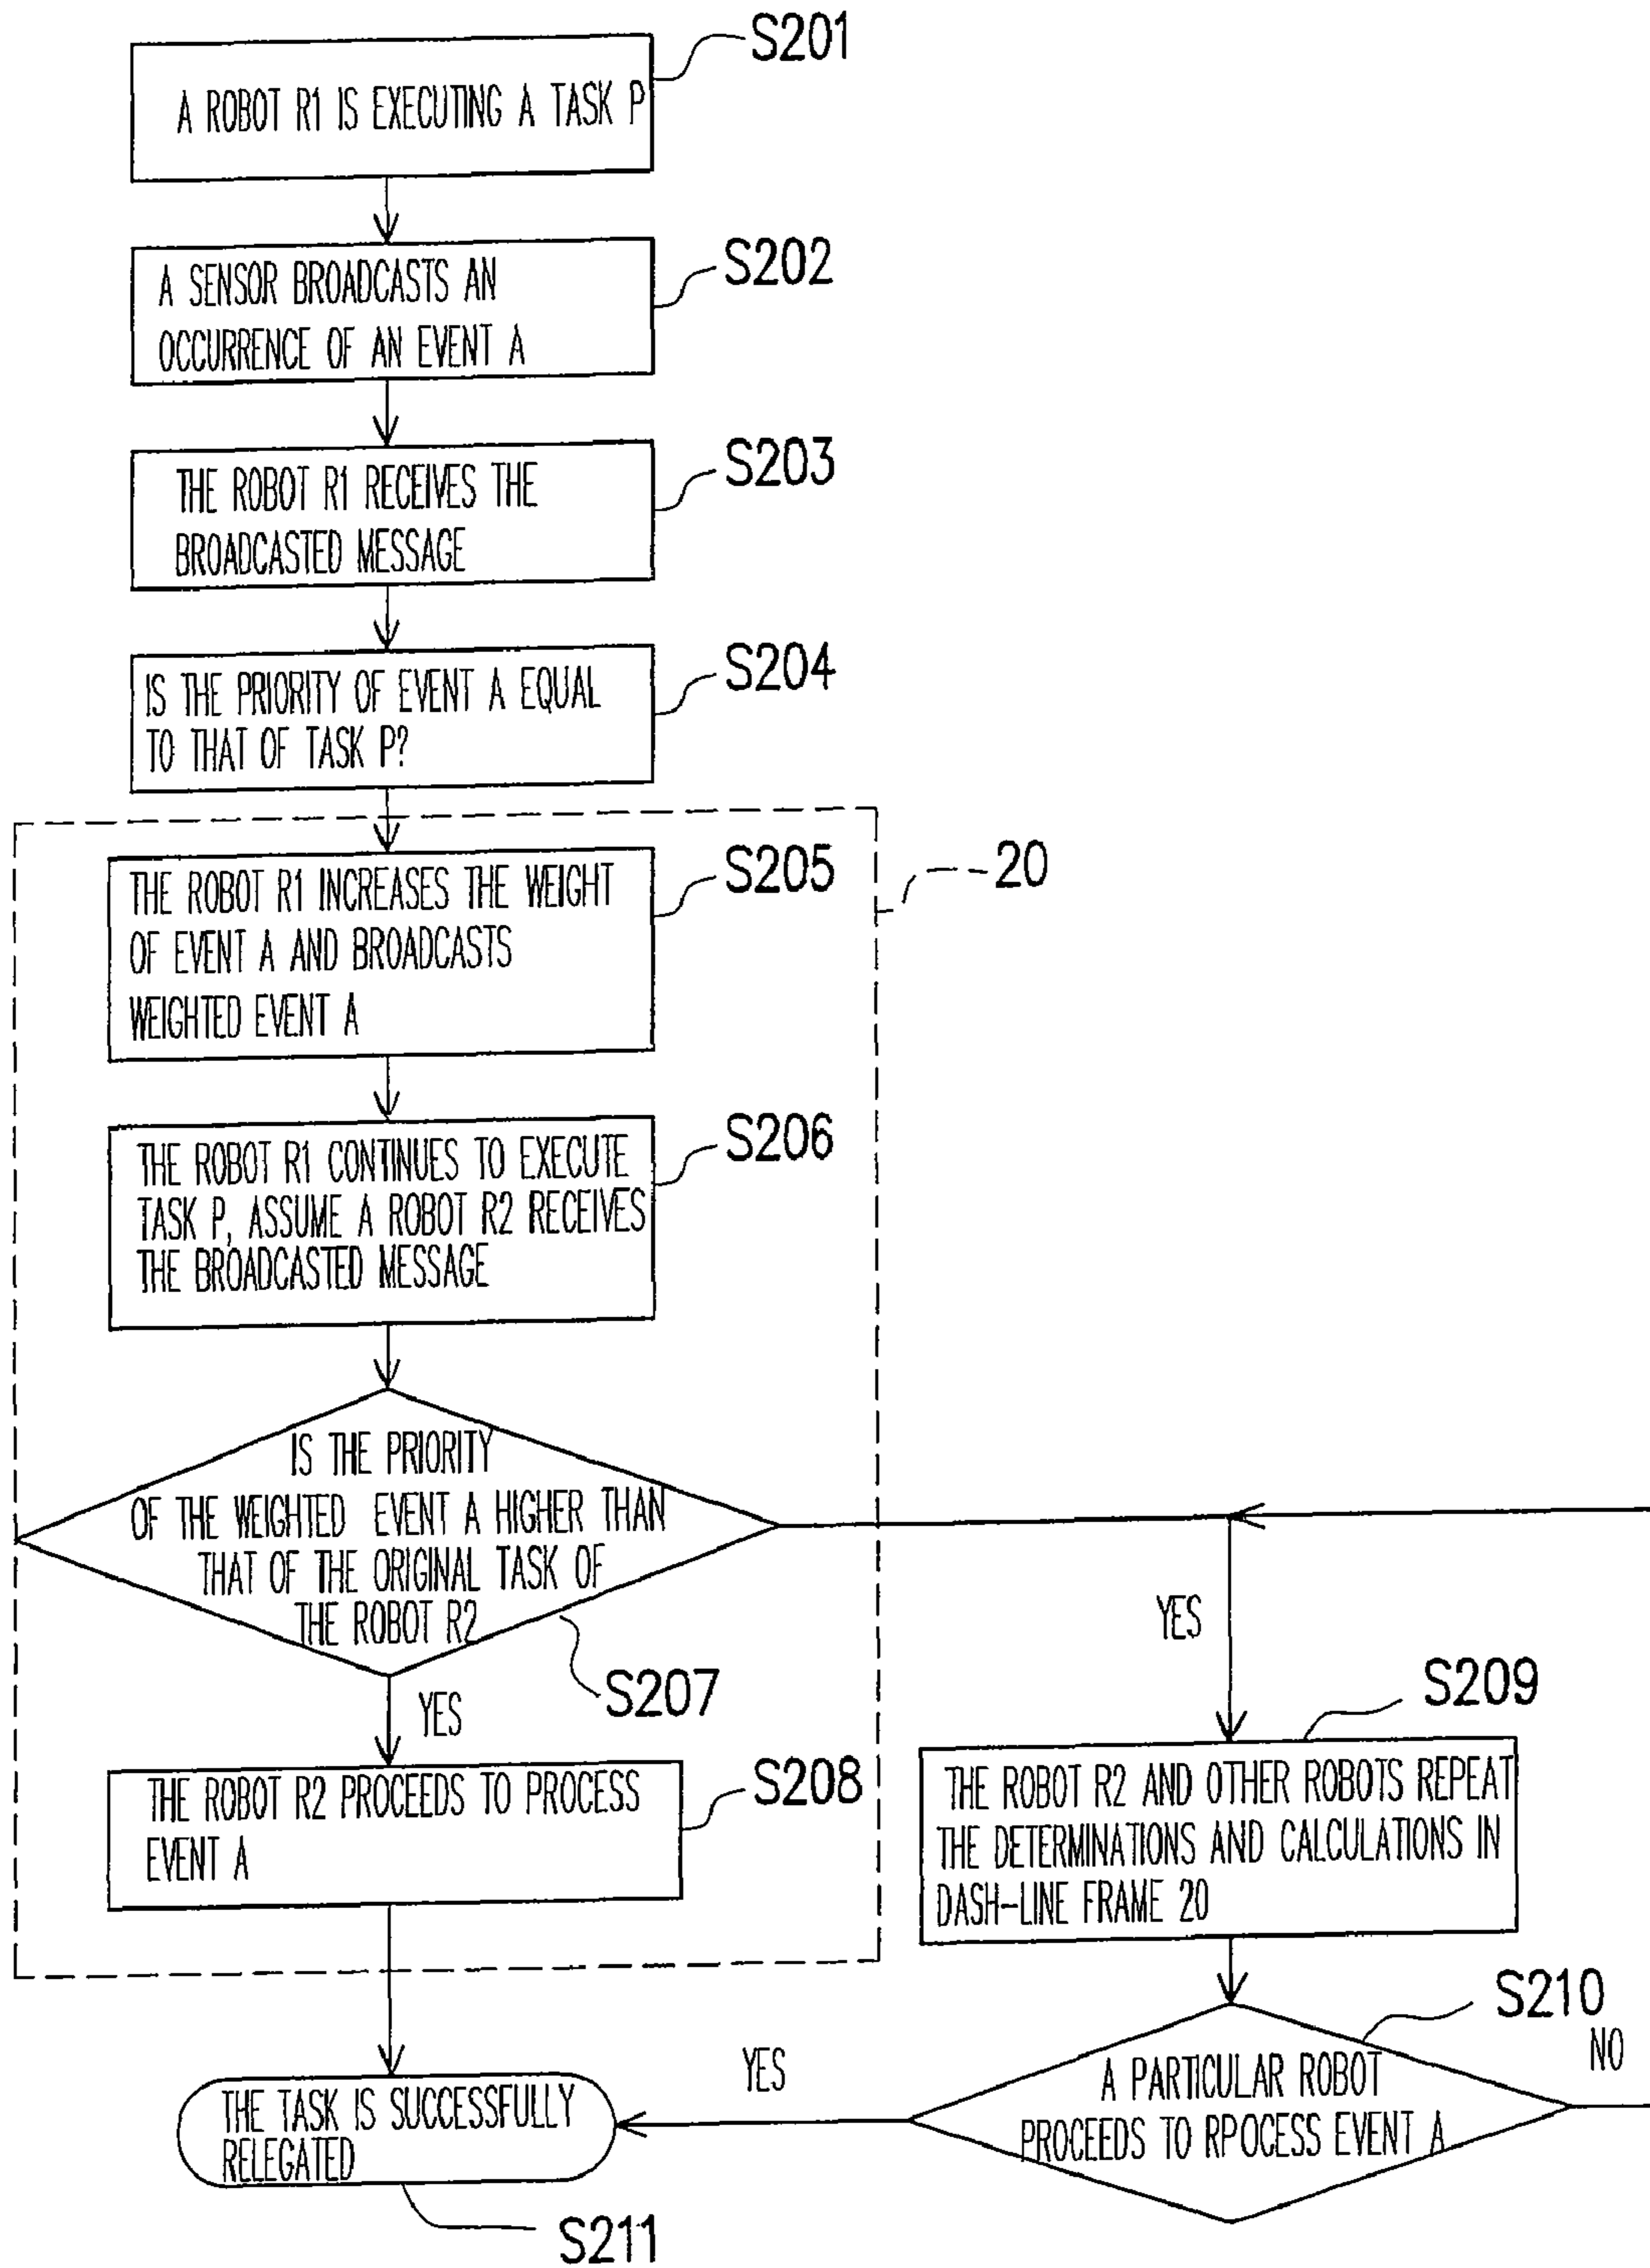 S201
A ROBOT R1 IS EXECUTING A TASK P
S202
A SENSOR BROADCASTS AN
OCCURRENCE OF AN EVENT A
S203
THE ROBOT R1 RECEIVES THE
BROADCASTED MESSAGE
S204
IS THE PRIORITY OF EVENT A EQUAL
TO THAT OF TASK P?
S205
20
THE ROBOT R1 INCREASES THE WEIGHT
OF EVENT A AND BROADCASTS
WEIGHTED EVENT A
S206
THE ROBOT R1 CONTINUES TO EXECUTE
TASK P, ASSUME A ROBOT R2 RECEIVES
THE BROADCASTED MESSAGE
IS THE PRIORITY
OF THE WEIGHTED EVENT A HIGHER THAN
THAT OF THE ORIGINAL TASK OF
THE ROBOT R2
S207
YES
YES
S208
THE ROBOT R2 PROCEEDS TO PROCESS
EVENT A
S209
THE ROBOT R2 AND OTHER ROBOTS REPEAT
THE DETERMINATIONS AND CALCULATIONS IN
DASH-LINE FRAME 20
S210
NO
YES
A PARTICULAR ROBOT
PROCEEDS TO RPOCESS EVENT A
THE TASK IS SUCCESSFULLY
RELEGATED
S211